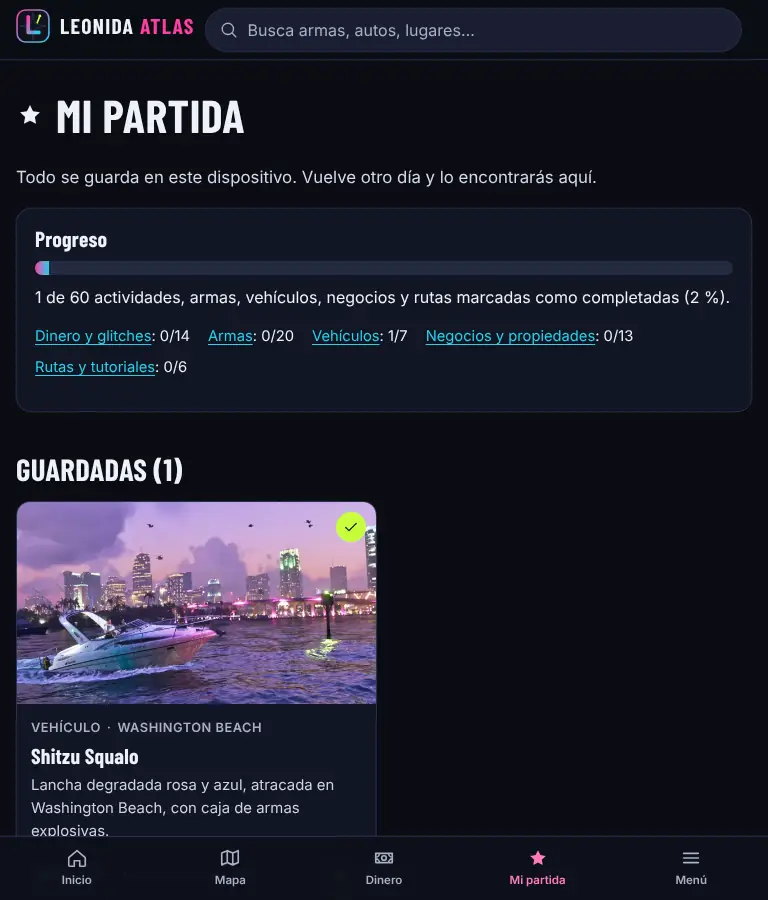 LEONIDA ATLAS
Busca armas, autos, lugares...
MI PARTIDA
Todo se guarda en este dispositivo. Vuelve otro día y lo encontrarás aquí.
Progreso
1 de 60 actividades, armas, vehículos, negocios y rutas marcadas como completadas (2 %).
Dinero y glitches: 0/14 Armas: 0/20 Vehículos: 1/7 Negocios y propiedades: 0/13
Rutas y tutoriales: 0/6
GUARDADAS (1)
VEHÍCULO · WASHINGTON BEACH
Shitzu Squalo
Lancha degradada rosa y azul, atracada en
Washington Beach, con caja de armas
explosivas.
Inicio Mapa Dinero Mi partida Menú